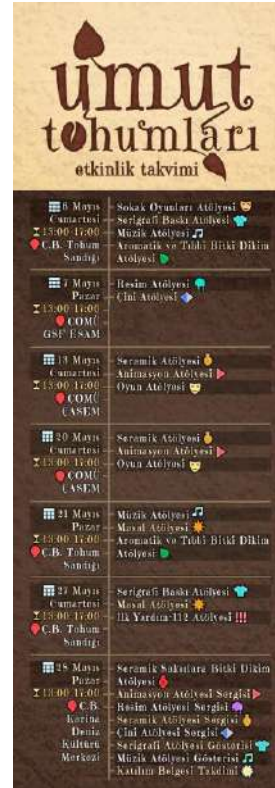 umut
tohumları
etkinlik takvimi
6 Mayıs
Cumartesi
13:00-17:00
Ç.B. Tohum
Sandığı
Sokak Oyunları Atölyesi
Serigrafi Baskı Atölyesi
Müzik Atölyesi
Aromatik ve Tıbbi Bitki Dikim
Atölyesi
7 Mayıs
Pazar
13:00-17:00
ÇOMÜ
GSF ESAM
Resim Atölyesi
Çini Atölyesi
13 Mayıs
Cumartesi
13:00-17:00
ÇOMÜ
ÇASEM
Seramik Atölyesi
Animasyon Atölyesi
Oyun Atölyesi
20 Mayıs
Cumartesi
13:00-17:00
ÇOMÜ
ÇASEM
Seramik Atölyesi
Animasyon Atölyesi
Oyun Atölyesi
21 Mayıs
Pazar
13:00-17:00
Ç.B. Tohum
Sandığı
Müzik Atölyesi
Masal Atölyesi
Aromatik ve Tıbbi Bitki Dikim
Atölyesi
27 Mayıs
Cumartesi
13:00-17:00
Ç.B. Tohum
Sandığı
Serigrafi Baskı Atölyesi
Masal Atölyesi
İlk Yardım-112 Atölyesi
28 Mayıs
Pazar
13:00-17:00
Ç.B.
Korina
Deniz
Kültürü
Merkezi
Seramik Saksılara Bitki Dikim
Atölyesi
Animasyon Atölyesi Sergisi
Resim Atölyesi Sergisi
Seramik Atölyesi Sergisi
Çini Atölyesi Sergisi
Serigrafi Atölyesi Gösterisi
Müzik Atölyesi Gösterisi
Katılım Belgesi Takdimi